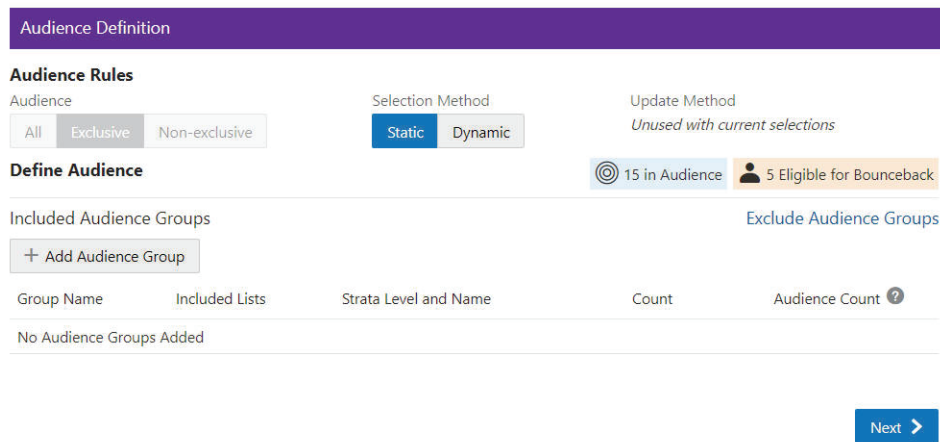 Audience Definition
Audience Rules
Audience Selection Method Update Method
All Exclusive Non-exclusive Static Dynamic Unused with current selections
Define Audience 15 in Audience 5 Eligible for Bounceback
Included Audience Groups Exclude Audience Groups
+ Add Audience Group
Group Name Included Lists Strata Level and Name Count Audience Count ?
No Audience Groups Added
Next